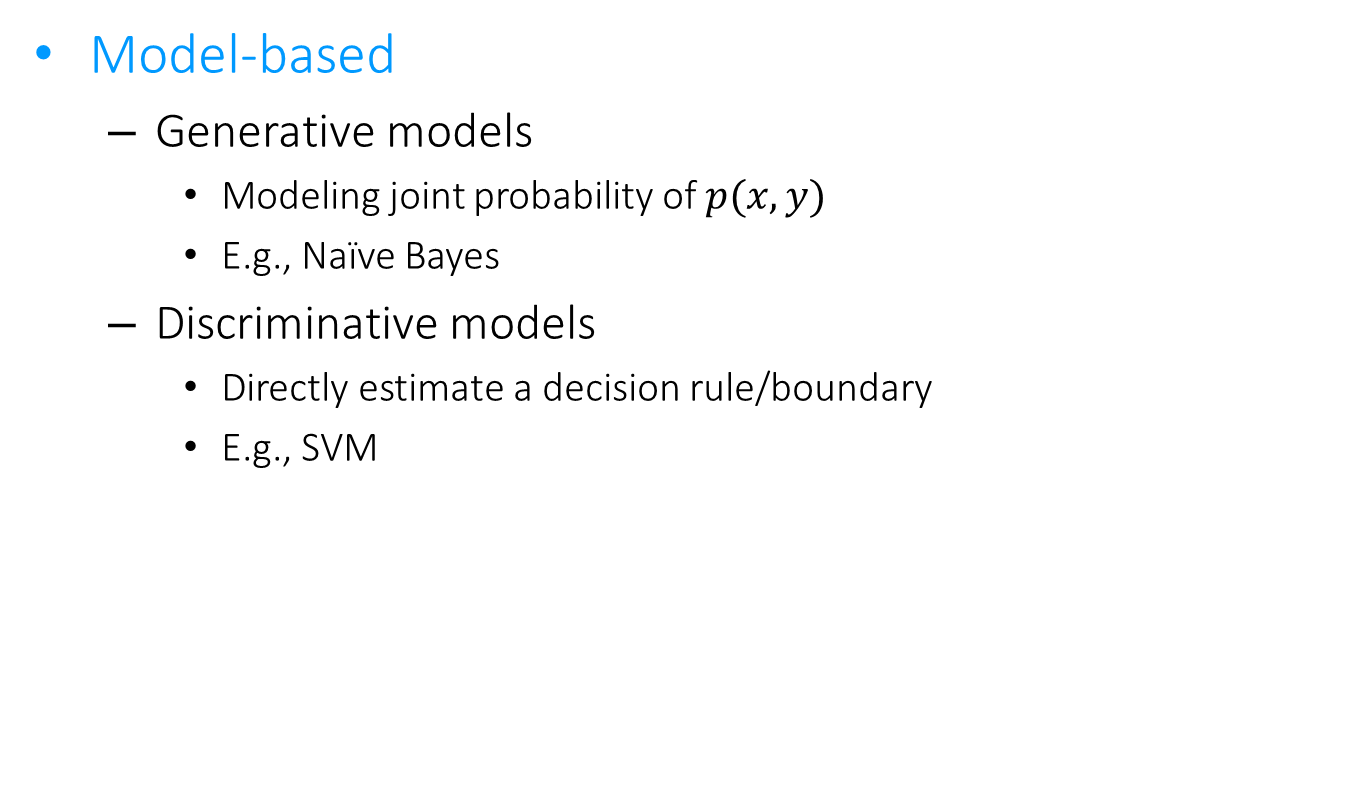 • Model-based
– Generative models
• Modeling joint probability of p(x, y)
• E.g., Naïve Bayes
– Discriminative models
• Directly estimate a decision rule/boundary
• E.g., SVM